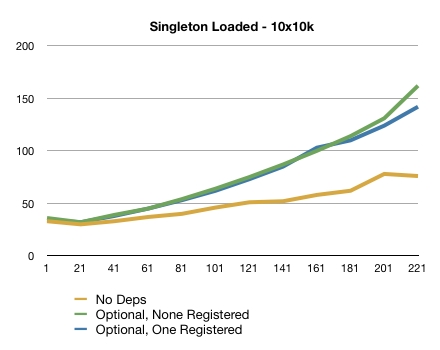 Singleton Loaded - 10x10k
200
150
100
50
0
1 21 41 61 81 101 121 141 161 181 201 221
No Deps
Optional, None Registered
Optional, One Registered